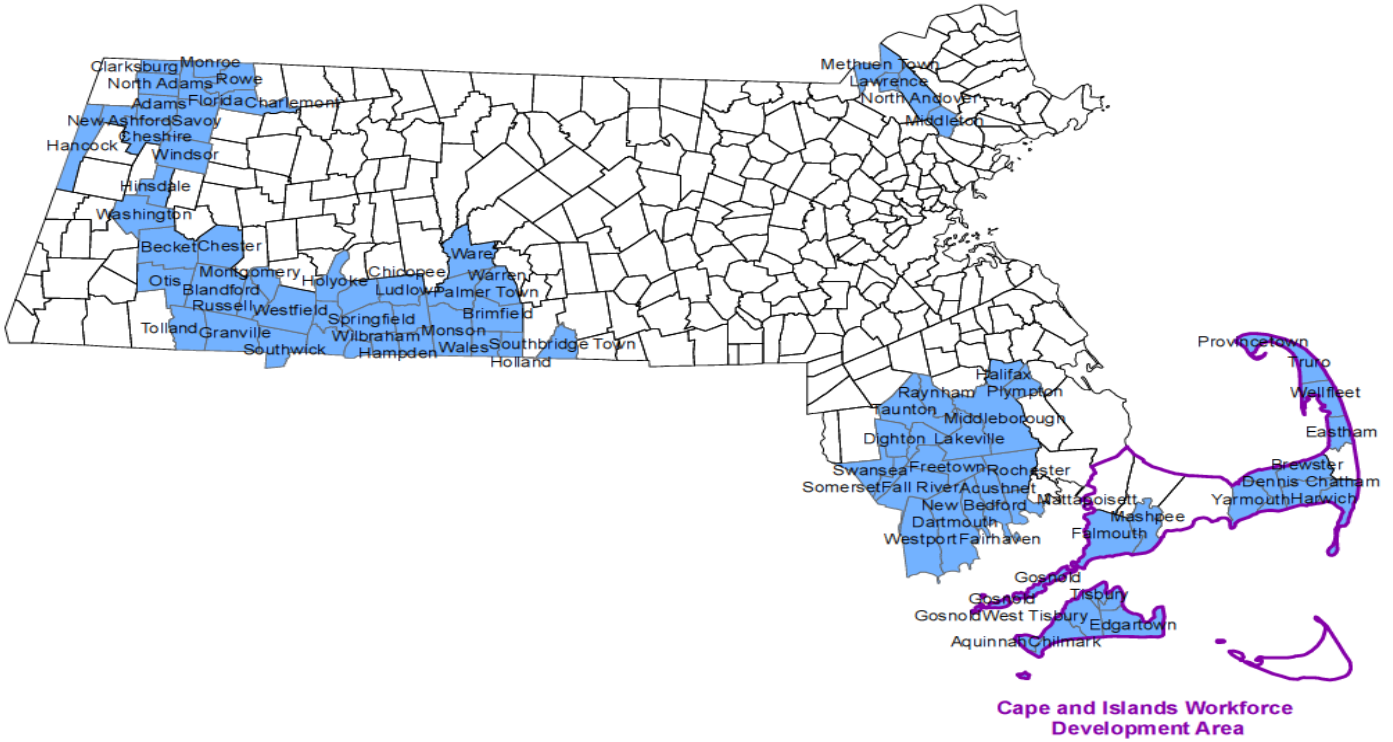 Clarksburg
Monroe
North Adams
Rowe
Adams
Florida
Charlemont
New Ashford
Savoy
Cheshire
Hancock
Windsor
Hinsdale
Washington
Becket
Chester
Otis
Montgomery
Blandford
Russell
Westfield
Tolland
Granville
Southwick
Holyoke
Chicopee
Ludlow
Springfield
Wilbraham
Hampden
Ware
Warren
Palmer Town
Brimfield
Monson
Wales
Southbridge Town
Holland
Methuen Town
Lawrence
North Andover
Middleton
Halifax
Raynham
Plympton
Taunton
Middleborough
Dighton
Lakeville
Swansea
Freetown
Rochester
Somerset
Fall River
Acushnet
Mattapoisett
New Bedford
Dartmouth
Westport
Fairhaven
Provincetown
Truro
Wellfleet
Eastham
Brewster
Dennis
Chatham
Yarmouth
Harwich
Mashpee
Falmouth
Gosnold
Gosnold
Gosnold
Tisbury
West Tisbury
Edgartown
Aquinnah
Chilmark
Cape and Islands Workforce
Development Area